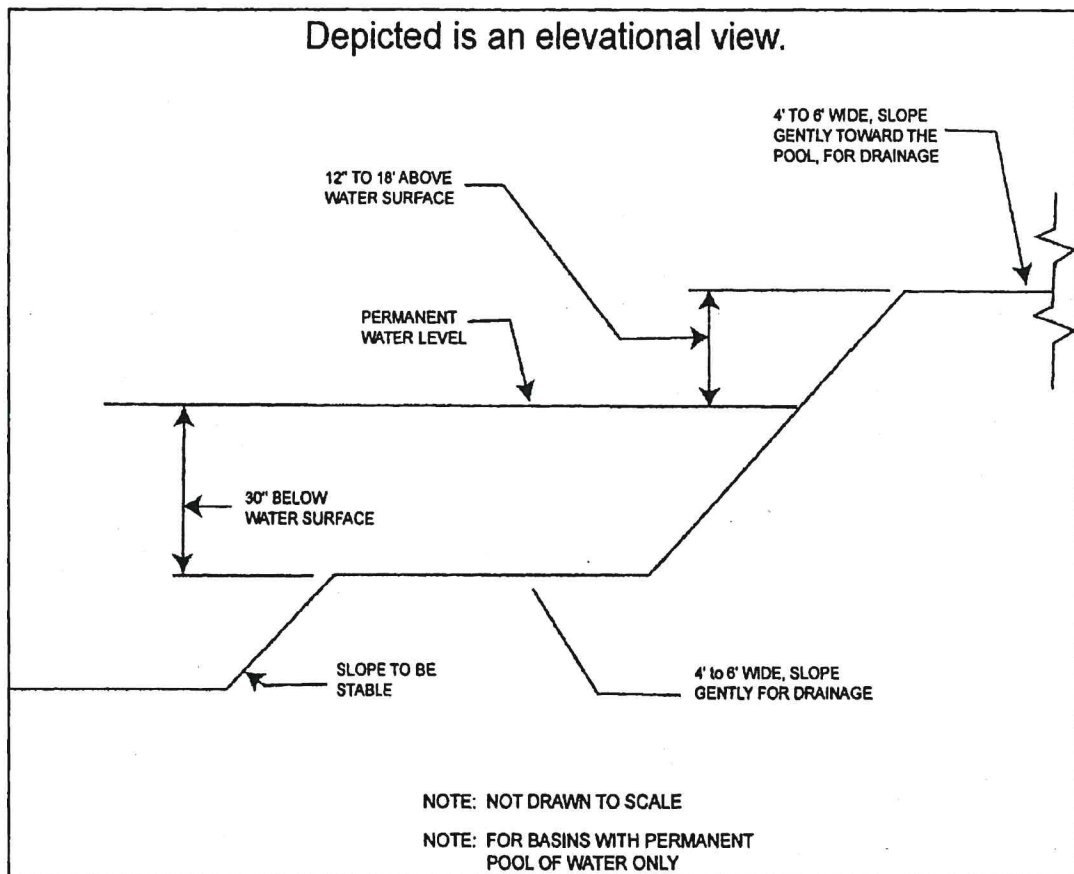 Depicted is an elevational view.
4' TO 6' WIDE, SLOPE
GENTLY TOWARD THE
POOL, FOR DRAINAGE
12" TO 18' ABOVE
WATER SURFACE
PERMANENT
WATER LEVEL
30" BELOW
WATER SURFACE
SLOPE TO BE
STABLE
4' to 6' WIDE, SLOPE
GENTLY FOR DRAINAGE
NOTE: NOT DRAWN TO SCALE
NOTE: FOR BASINS WITH PERMANENT
POOL OF WATER ONLY